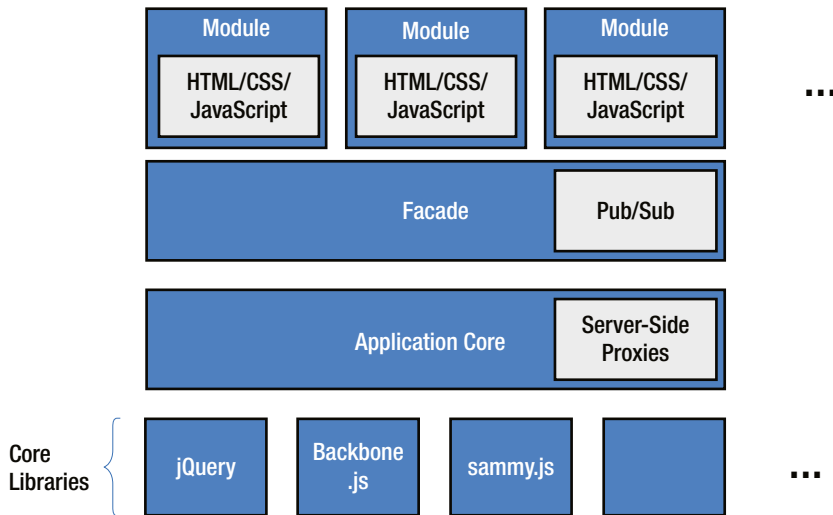 Module
Module
Module
HTML/CSS/
JavaScript
HTML/CSS/
JavaScript
HTML/CSS/
JavaScript
...
Facade
Pub/Sub
Application Core
Server-Side
Proxies
Core
Libraries
jQuery
Backbone
.js
sammy.js
...